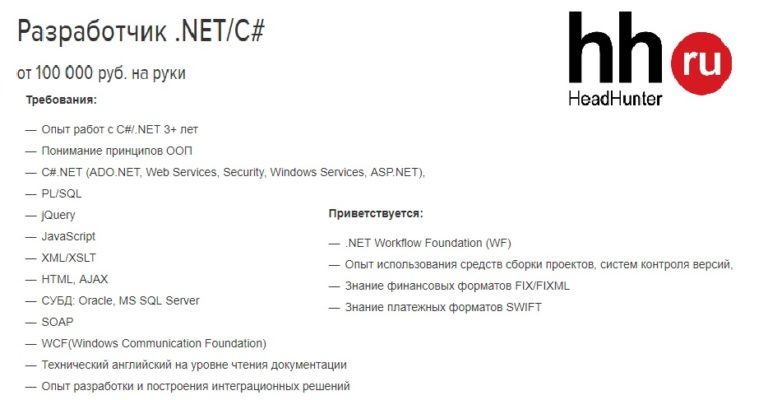 Разработчик .NET/C#
от 100 000 руб. на руки
hh ru
HeadHunter
Требования:
— Опыт работ с C#/.NET 3+ лет
— Понимание принципов ООП
— C#.NET (ADO.NET, Web Services, Security, Windows Services, ASP.NET),
— PL/SQL
— jQuery
— JavaScript
— XML/XSLT
— HTML, AJAX
— СУБД: Oracle, MS SQL Server
— SOAP
— WCF(Windows Communication Foundation)
— Технический английский на уровне чтения документации
— Опыт разработки и построения интеграционных решений
Приветствуется:
— .NET Workflow Foundation (WF)
— Опыт использования средств сборки проектов, систем контроля версий,
— Знание финансовых форматов FIX/FIXML
— Знание платежных форматов SWIFT